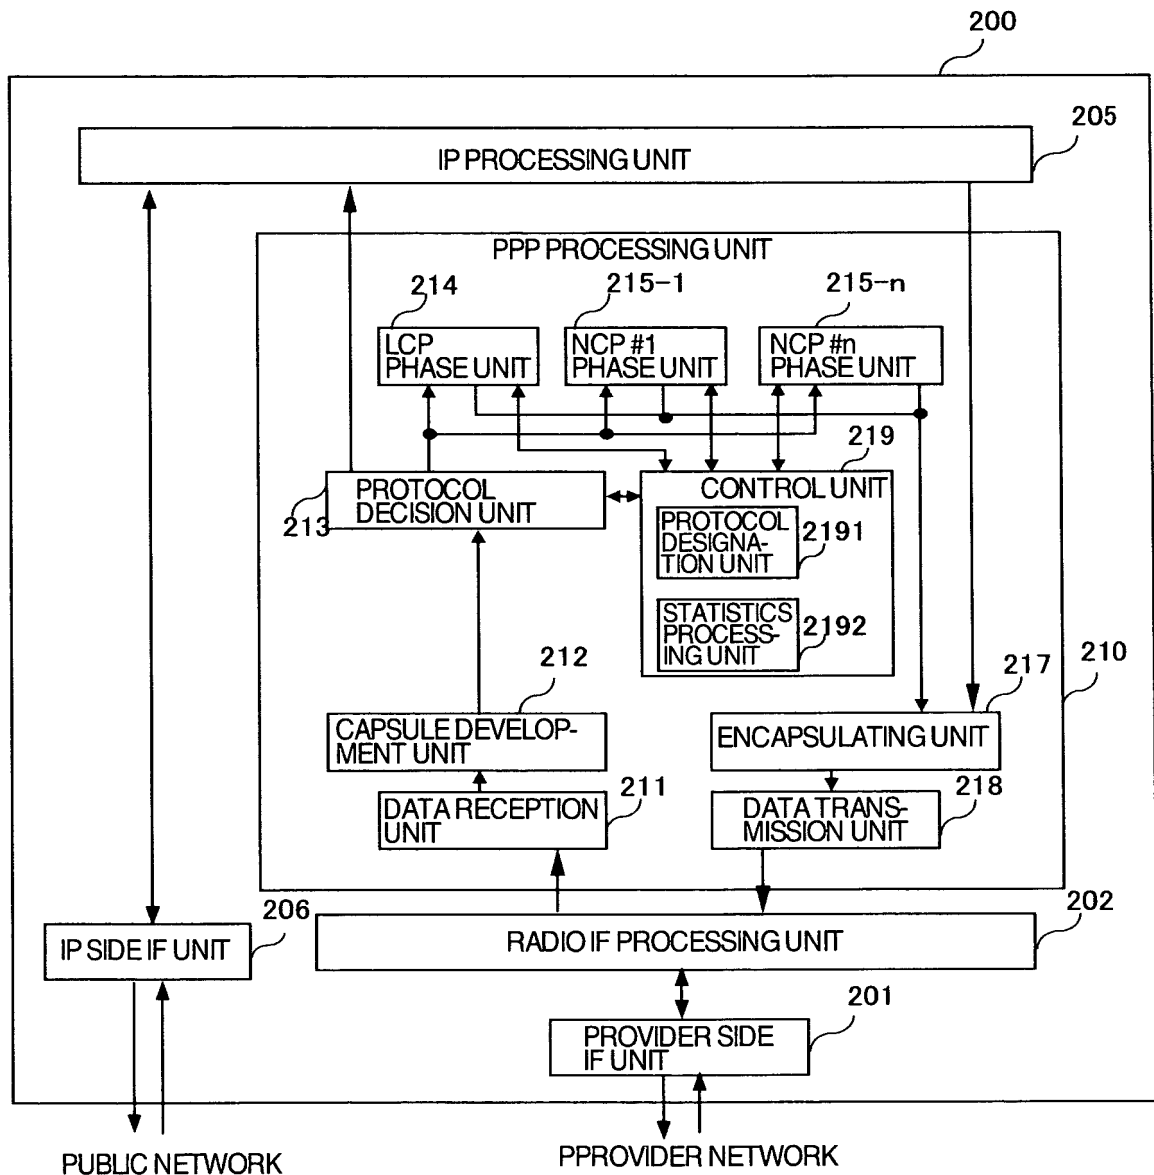 200
205
IP PROCESSING UNIT
PPP PROCESSING UNIT
214
215-1
215-n
LCP
PHASE UNIT
NCP #1
PHASE UNIT
NCP #n
PHASE UNIT
219
PROTOCOL
DECISION UNIT
213
CONTROL UNIT
PROTOCOL
DESIGNA-
TION UNIT
2191
STATISTICS
PROCESS-
ING UNIT
2192
212
217
210
CAPSULE DEVELOP-
MENT UNIT
ENCAPSULATING UNIT
211
218
DATA RECEPTION
UNIT
DATA TRANS-
MISSION UNIT
206
202
IP SIDE IF UNIT
RADIO IF PROCESSING UNIT
201
PROVIDER SIDE
IF UNIT
PUBLIC NETWORK
PPROVIDER NETWORK